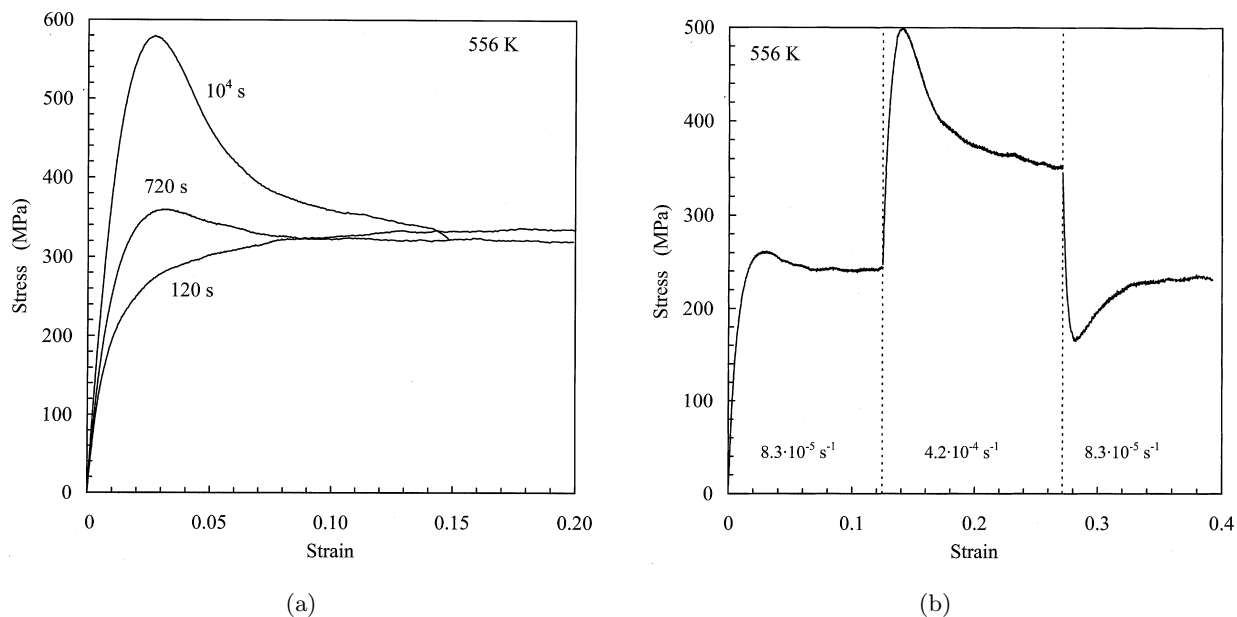 600
500
400
300
200
100
0
Stress (MPa)
556 K
10⁴ s
720 s
120 s
0 0.05 0.10 0.15 0.20
Strain
(a)
500
400
300
200
100
0
Stress (MPa)
556 K
8.3·10⁻⁵ s⁻¹ 4.2·10⁻⁴ s⁻¹ 8.3·10⁻⁵ s⁻¹
0 0.1 0.2 0.3 0.4
Strain
(b)